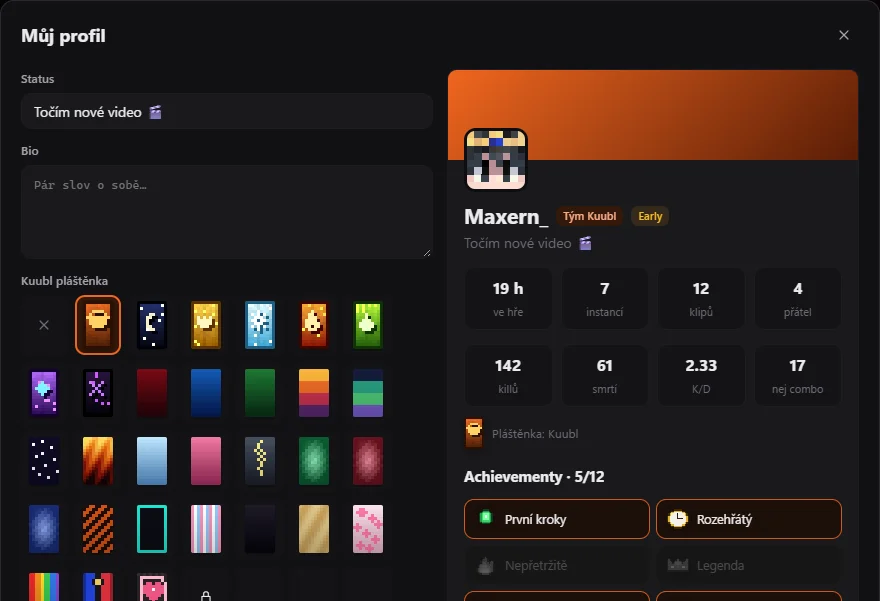 Můj profil
Status
Točím nové video
Bio
Pár slov o sobě…
Kuubl pláštěnka
Maxern_ Tým Kuubl Early
Točím nové video
19 h 7 12 4
ve hře instancí klipů přátel
142 61 2.33 17
killů smrtí K/D nej combo
Pláštěnka: Kuubl
Achievementy · 5/12
První kroky Rozehřátý
Nepřetržitě Legenda